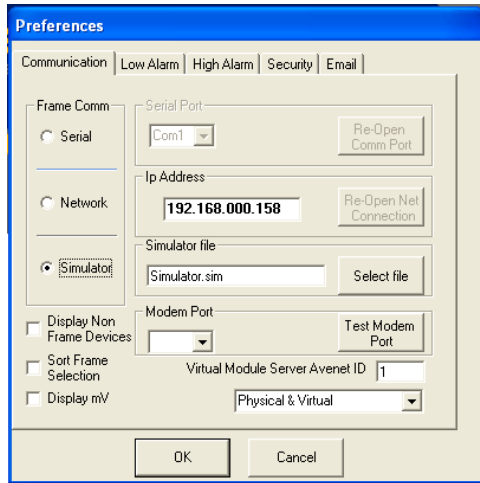 Preferences
Communication Low Alarm High Alarm Security Email
Frame Comm
Serial
Network
Simulator
Serial Port
Com1
Re-Open
Comm Port
Ip Address
192.168.000.158
Re-Open Net
Connection
Simulator file
Simulator.sim
Select file
Modem Port
Test Modem
Port
Display Non
Frame Devices
Sort Frame
Selection
Display mV
Virtual Module Server Avenet ID 1
Physical & Virtual
OK Cancel